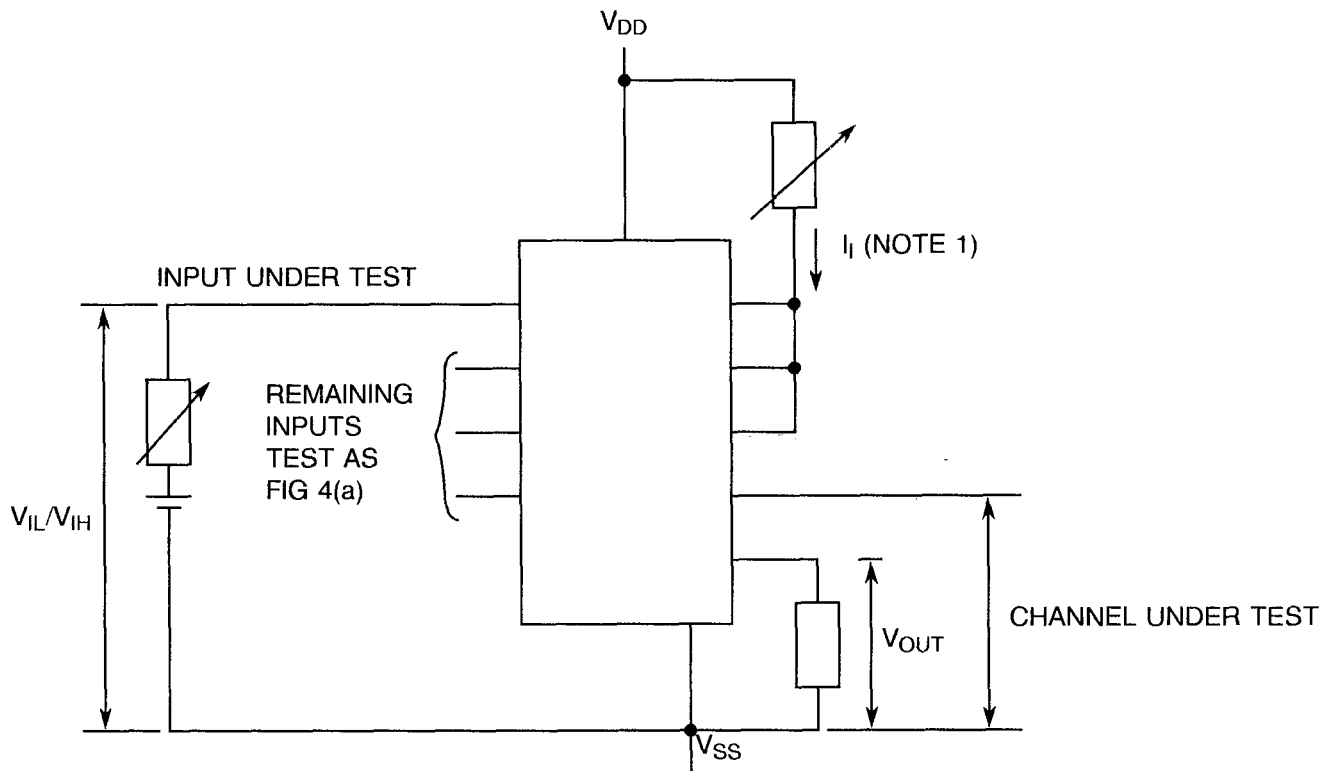 VDD
II (NOTE 1)
INPUT UNDER TEST
REMAINING
INPUTS
TEST AS
FIG 4(a)
VIL/VIH
CHANNEL UNDER TEST
VOUT
VSS